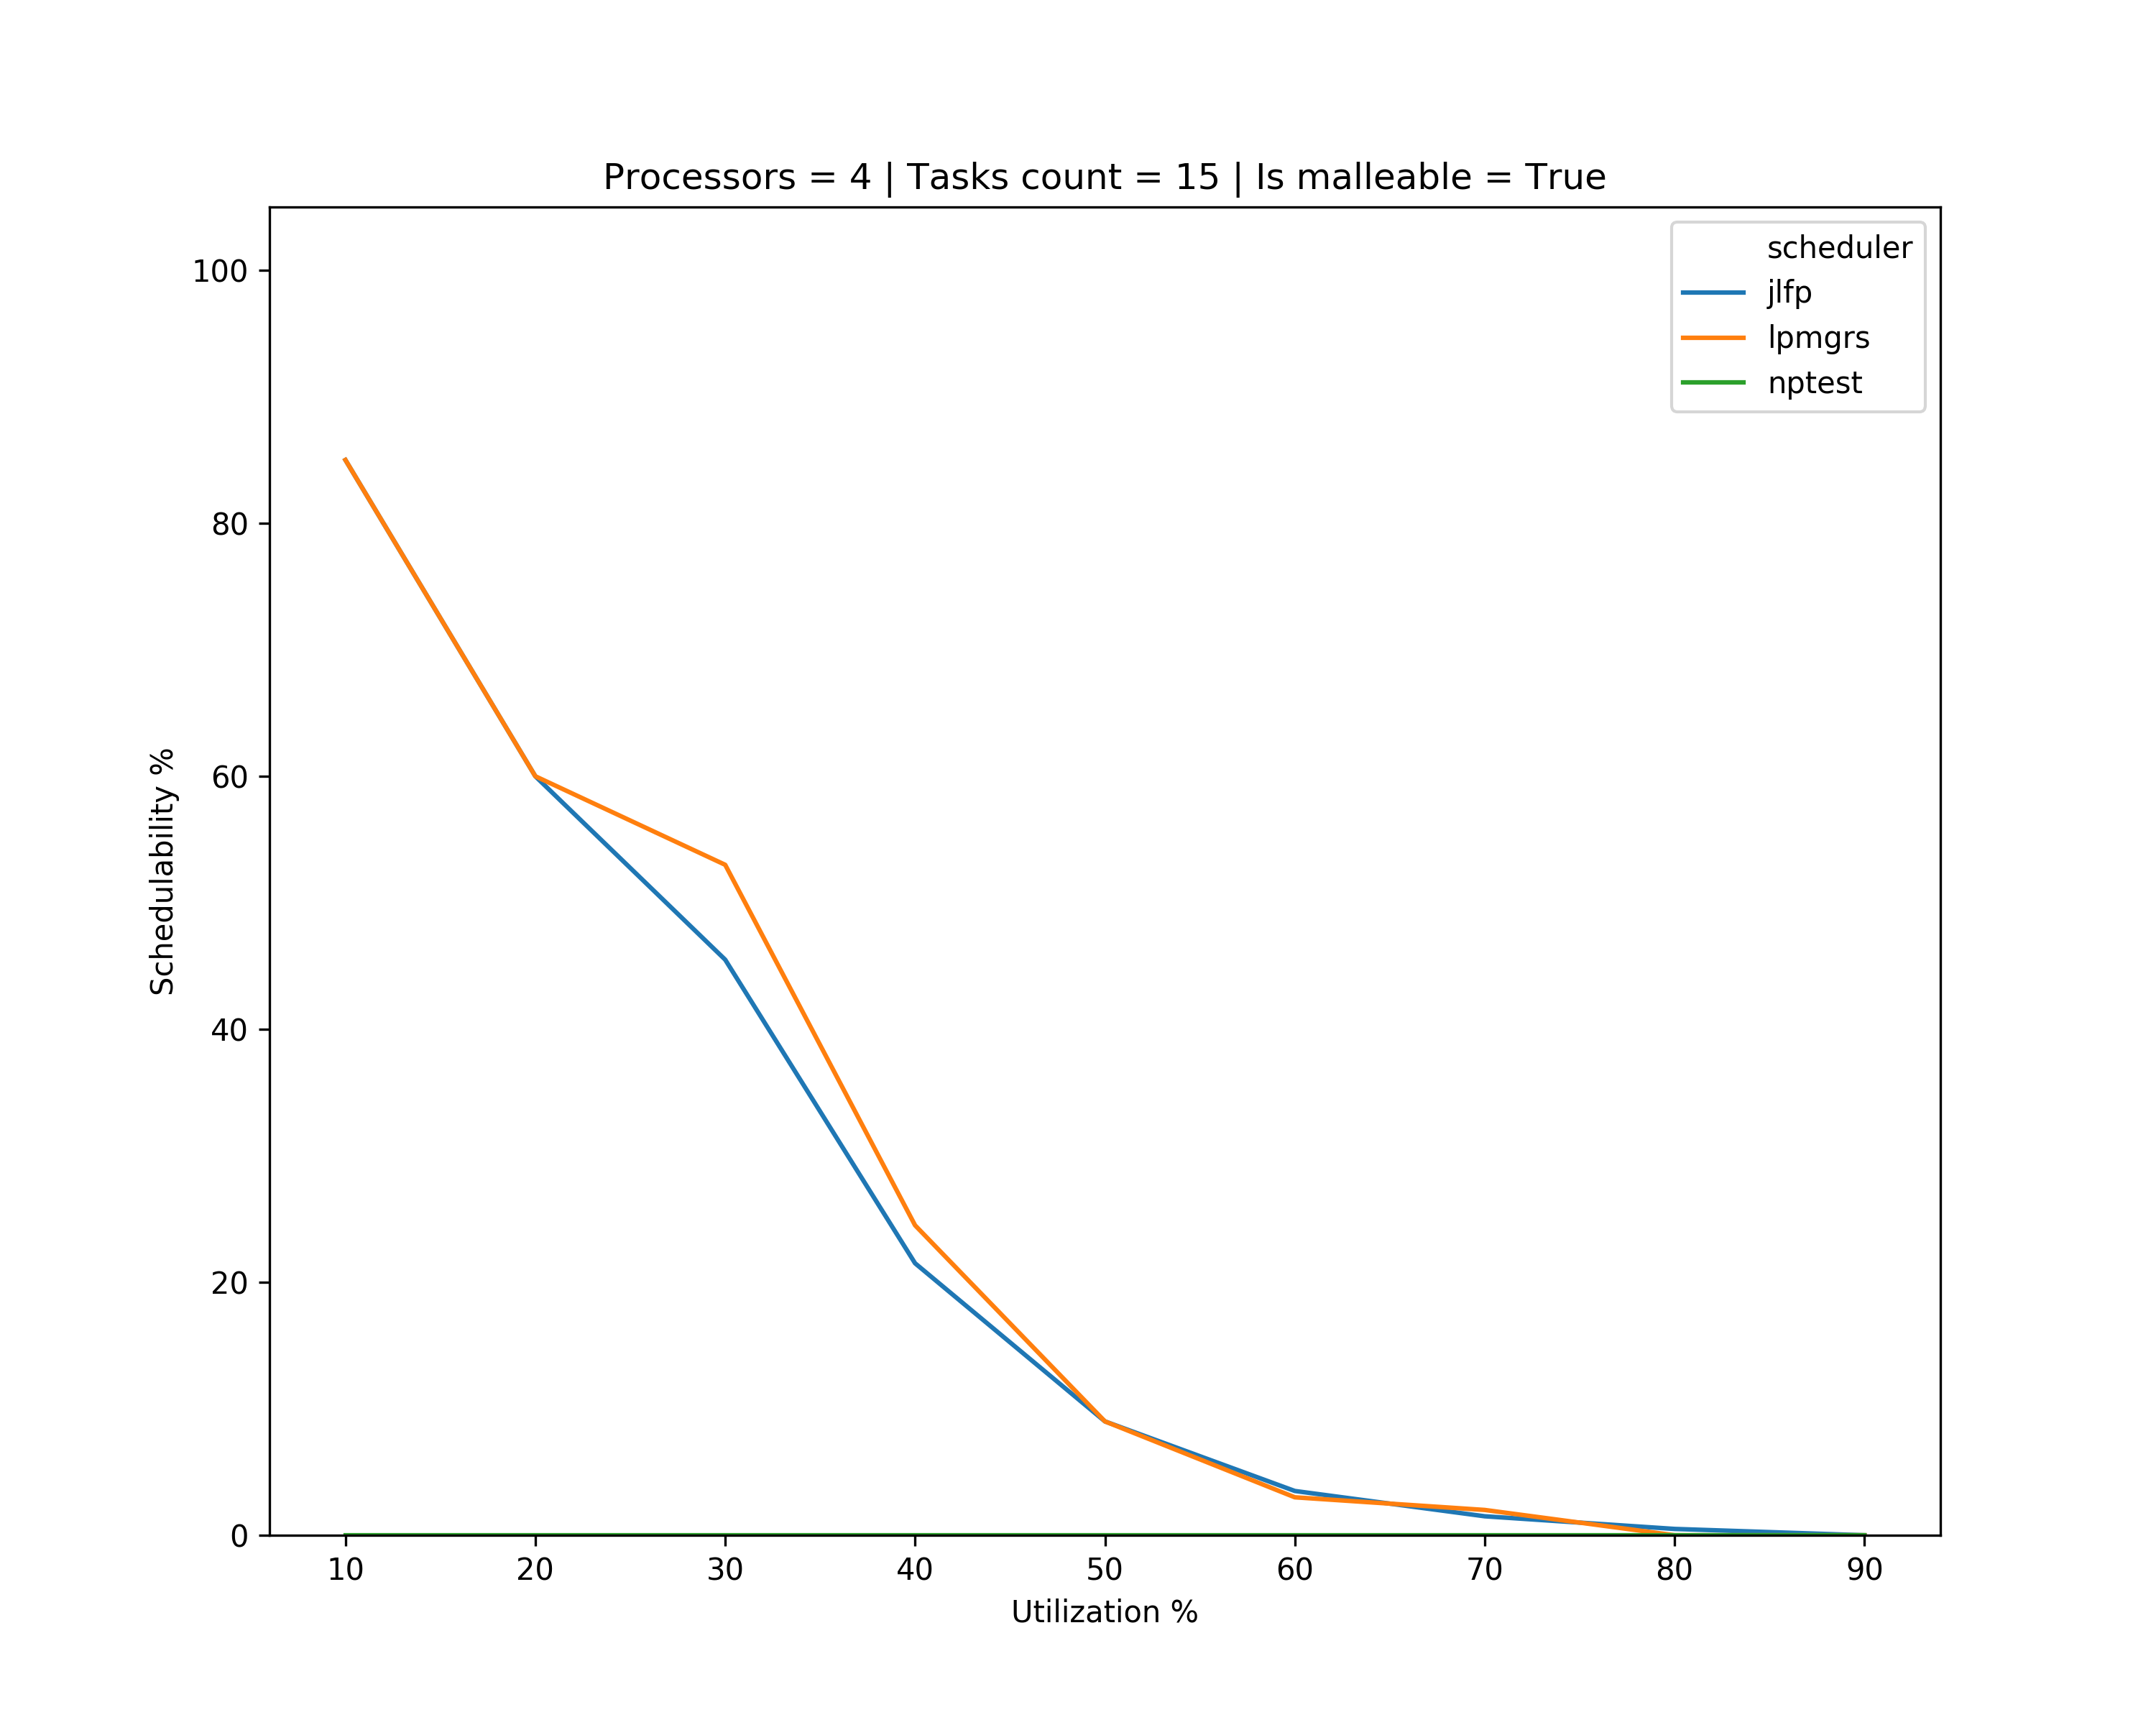 Processors = 4 | Tasks count = 15 | Is malleable = True
scheduler
jlfp
lpmgrs
nptest
Schedulability %
100
80
60
40
20
0
10 20 30 40 50 60 70 80 90
Utilization %